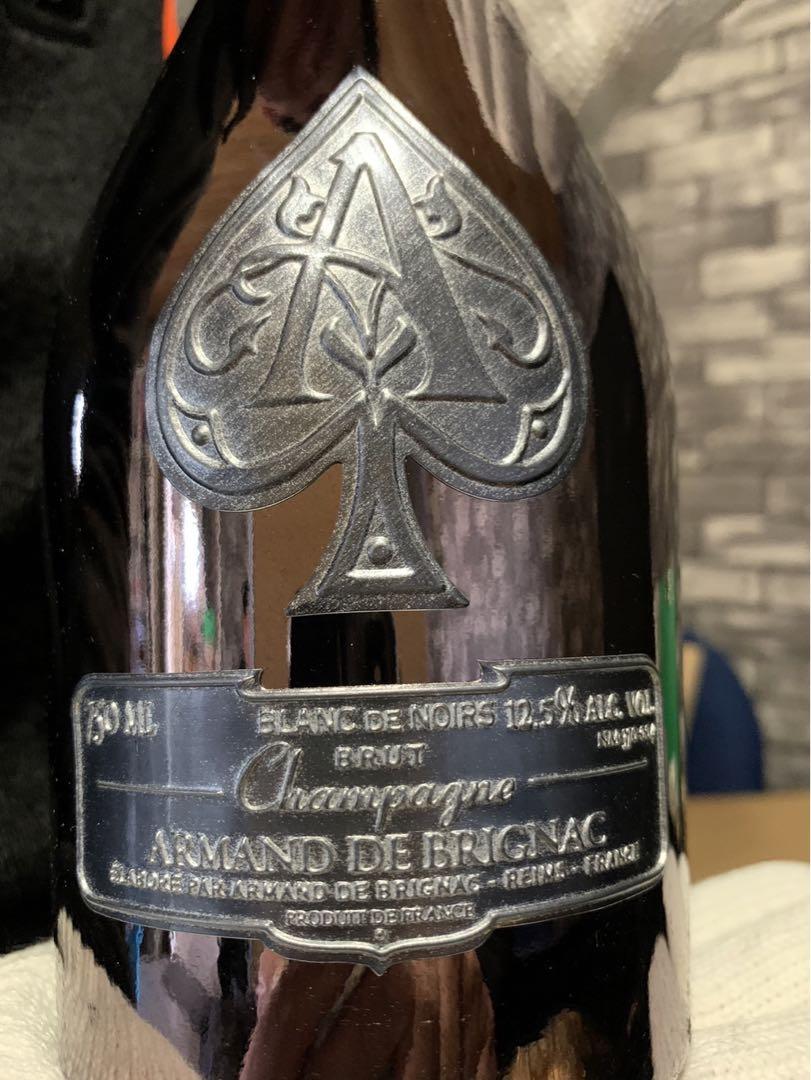 A
750 ML BLANC DE NOIRS 12,5% ALC. VOL.
BRUT
Champagne
ARMAND DE BRIGNAC
ÉLABORÉ PAR ARMAND DE BRIGNAC - REIMS - FRANCE
PRODUIT DE FRANCE